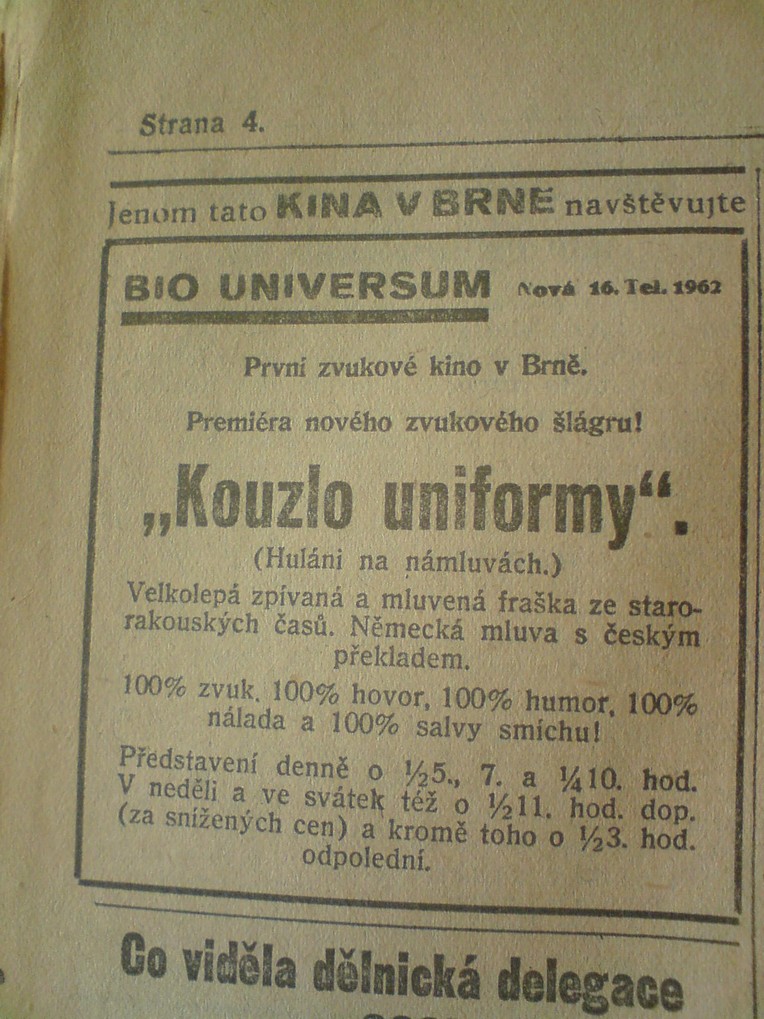 Strana 4.
Jenom tato KINA V BRNĚ navštěvujte
BIO UNIVERSUM Nová 16. Tel. 1962
První zvukové kino v Brně.
Premiéra nového zvukového šlágru!
„Kouzlo uniformy“.
(Huláni na námluvách.)
Velkolepá zpívaná a mluvená fraška ze staro-
rakouských časů. Německá mluva s českým
překladem.
100% zvuk, 100% hovor, 100% humor, 100%
nálada a 100% salvy smíchu!
Představení denně o ½5., 7. a ¼10. hod.
V neděli a ve svátek též o ½11. hod. dop.
(za snížených cen) a kromě toho o ½3. hod.
odpolední.
Co viděla dělnická delegace